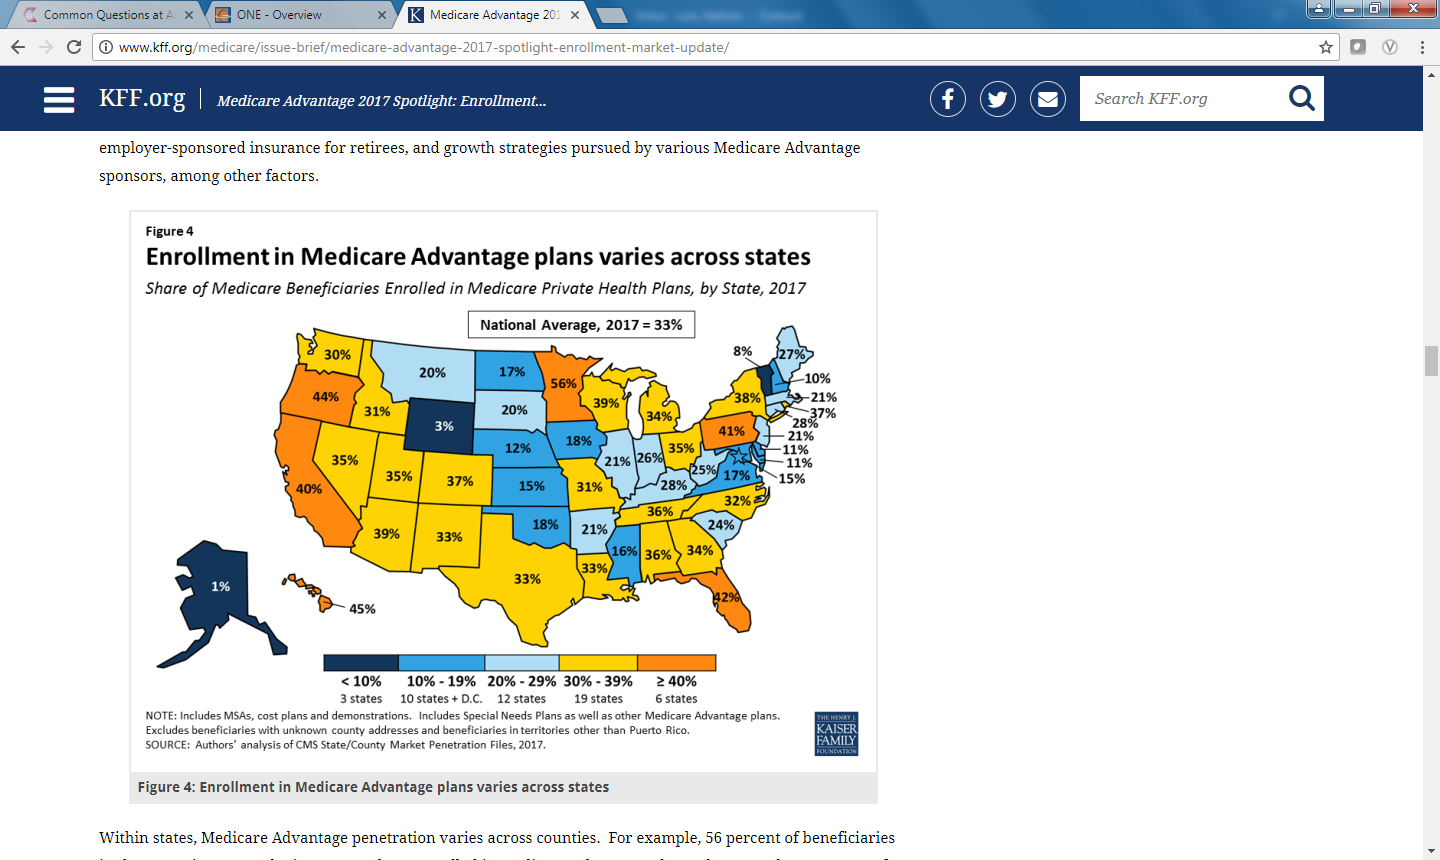 Common Questions at A
ONE - Overview
Medicare Advantage 201
www.kff.org/medicare/issue-brief/medicare-advantage-2017-spotlight-enrollment-market-update/
KFF.org
Medicare Advantage 2017 Spotlight: Enrollment...
Search KFF.org
employer-sponsored insurance for retirees, and growth strategies pursued by various Medicare Advantage
sponsors, among other factors.
Figure 4
Enrollment in Medicare Advantage plans varies across states
Share of Medicare Beneficiaries Enrolled in Medicare Private Health Plans, by State, 2017
National Average, 2017 = 33%
30%
20%
17%
56%
8%
27%
10%
44%
31%
3%
20%
39%
34%
38%
21%
37%
28%
35%
12%
18%
41%
21%
11%
11%
15%
40%
35%
37%
15%
31%
21%
26%
35%
28%
25%
17%
39%
33%
18%
21%
36%
32%
24%
33%
33%
16%
36%
34%
42%
1%
45%
< 10%
10% - 19%
20% - 29%
30% - 39%
≥ 40%
3 states
10 states + D.C.
12 states
19 states
6 states
NOTE: Includes MSAs, cost plans and demonstrations. Includes Special Needs Plans as well as other Medicare Advantage plans.
Excludes beneficiaries with unknown county addresses and beneficiaries in territories other than Puerto Rico.
SOURCE: Authors' analysis of CMS State/County Market Penetration Files, 2017.
THE HENRY J.
KAISER
FAMILY
FOUNDATION
Figure 4: Enrollment in Medicare Advantage plans varies across states
Within states, Medicare Advantage penetration varies across counties. For example, 56 percent of beneficiaries